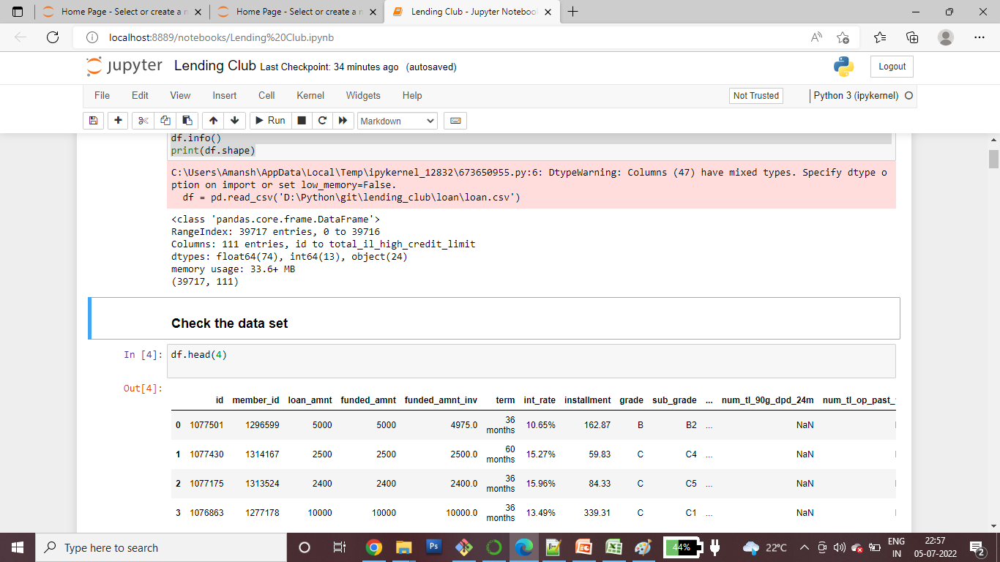 Home Page - Select or create a n
Home Page - Select or create a n
Lending Club - Jupyter Notebook
localhost:8889/notebooks/Lending%20Club.ipynb
jupyter Lending Club Last Checkpoint: 34 minutes ago (autosaved)
Logout
File Edit View Insert Cell Kernel Widgets Help
Not Trusted
Python 3 (ipykernel)
Run
Markdown
df.info()
print(df.shape)
C:\Users\Amansh\AppData\Local\Temp\ipykernel_12832\673650955.py:6: DtypeWarning: Columns (47) have mixed types. Specify dtype o
ption on import or set low_memory=False.
df = pd.read_csv('D:\Python\git\lending_club\loan\loan.csv')
<class 'pandas.core.frame.DataFrame'>
RangeIndex: 39717 entries, 0 to 39716
Columns: 111 entries, id to total_il_high_credit_limit
dtypes: float64(74), int64(13), object(24)
memory usage: 33.6+ MB
(39717, 111)
Check the data set
In [4]: df.head(4)
Out[4]:
id member_id loan_amnt funded_amnt funded_amnt_inv term int_rate installment grade sub_grade ... num_tl_90g_dpd_24m num_tl_op_past_
0 1077501 1296599 5000 5000 4975.0 36 months 10.65% 162.87 B B2 ... NaN
1 1077430 1314167 2500 2500 2500.0 60 months 15.27% 59.83 C C4 ... NaN
2 1077175 1313524 2400 2400 2400.0 36 months 15.96% 84.33 C C5 ... NaN
3 1076863 1277178 10000 10000 10000.0 36 months 13.49% 339.31 C C1 ... NaN
Type here to search
Ps
44%
22°C
ENG
IN
22:57
05-07-2022
2